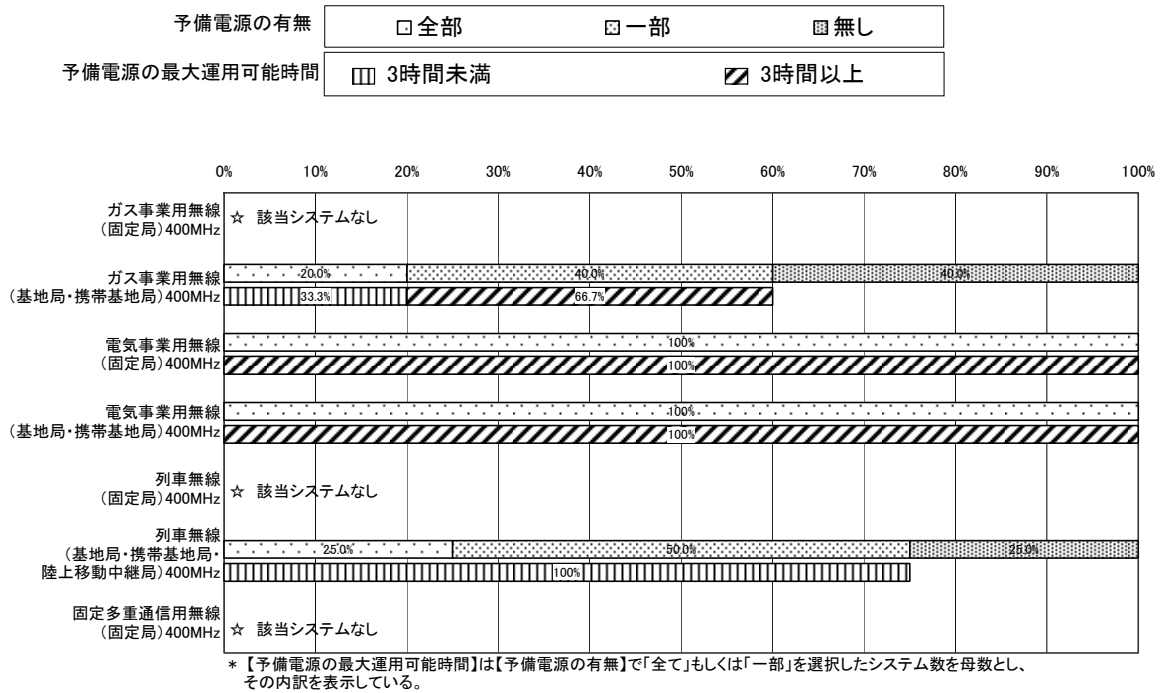 予備電源の有無
全部 一部 無し
予備電源の最大運用可能時間
3時間未満 3時間以上
0% 10% 20% 30% 40% 50% 60% 70% 80% 90% 100%
ガス事業用無線
(固定局)400MHz
☆ 該当システムなし
ガス事業用無線
(基地局・携帯基地局)400MHz
20.0% 40.0% 40.0%
33.3% 66.7%
電気事業用無線
(固定局)400MHz
100%
100%
電気事業用無線
(基地局・携帯基地局)400MHz
100%
100%
列車無線
(固定局)400MHz
☆ 該当システムなし
列車無線
(基地局・携帯基地局・
陸上移動中継局)400MHz
25.0% 50.0% 25.0%
100%
固定多重通信用無線
(固定局)400MHz
☆ 該当システムなし
* 【予備電源の最大運用可能時間】は【予備電源の有無】で「全て」もしくは「一部」を選択したシステム数を母数とし、
その内訳を表示している。